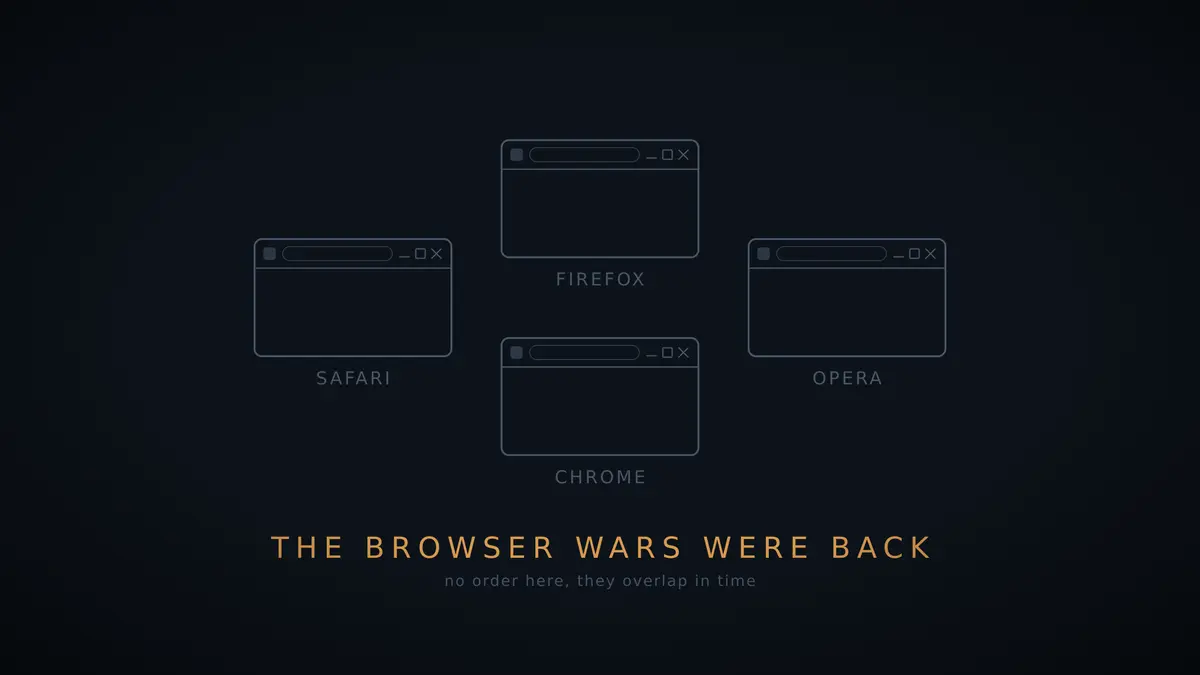 FIREFOX
SAFARI
OPERA
CHROME
THE BROWSER WARS WERE BACK
no order here, they overlap in time